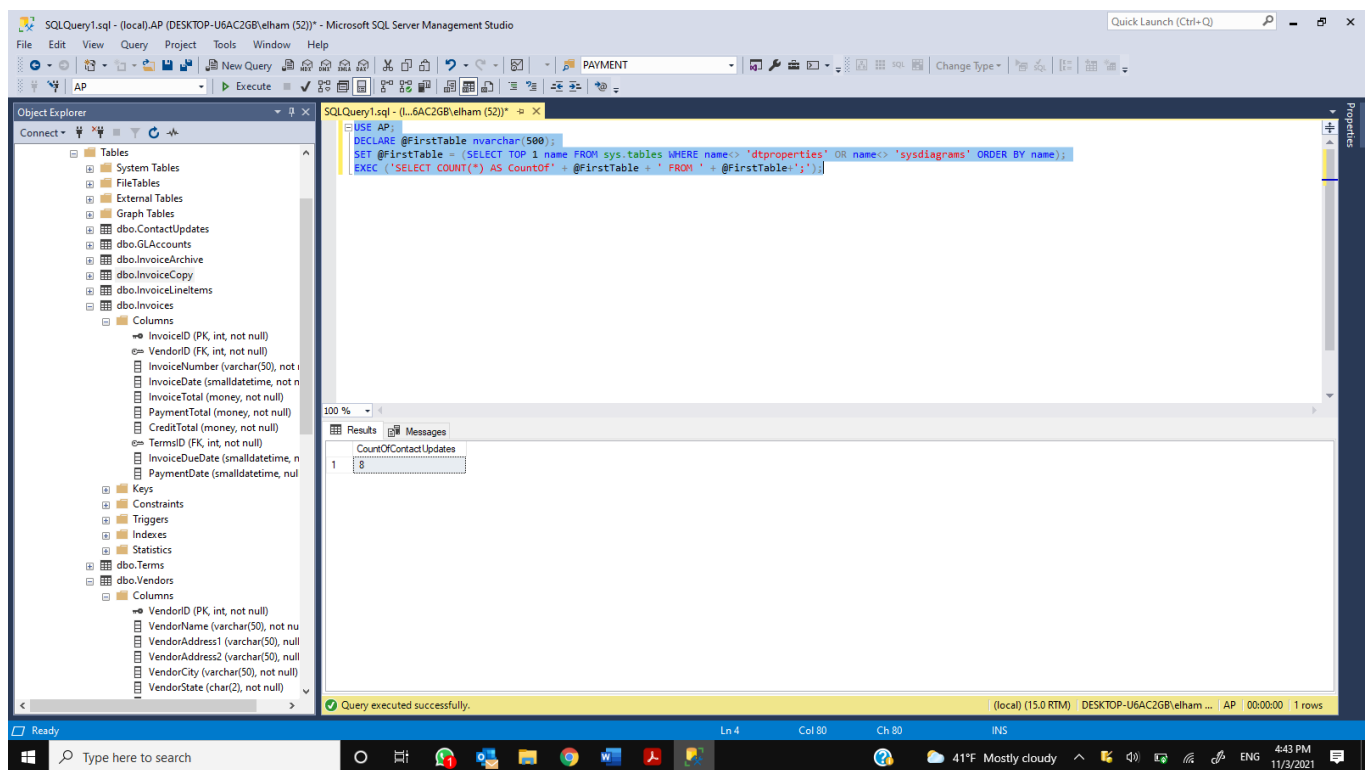 SQLQuery1.sql - (local).AP (DESKTOP-U6AC2GB\elham (52))* - Microsoft SQL Server Management Studio
Quick Launch (Ctrl+Q)
File Edit View Query Project Tools Window Help
New Query PAYMENT Change Type
AP Execute
Object Explorer
Connect
Tables
System Tables
FileTables
External Tables
Graph Tables
dbo.ContactUpdates
dbo.GLAccounts
dbo.InvoiceArchive
dbo.InvoiceCopy
dbo.InvoiceLineItems
dbo.Invoices
Columns
InvoiceID (PK, int, not null)
VendorID (FK, int, not null)
InvoiceNumber (varchar(50), not
InvoiceDate (smalldatetime, not n
InvoiceTotal (money, not null)
PaymentTotal (money, not null)
CreditTotal (money, not null)
TermsID (FK, int, not null)
InvoiceDueDate (smalldatetime, n
PaymentDate (smalldatetime, nul
Keys
Constraints
Triggers
Indexes
Statistics
dbo.Terms
dbo.Vendors
Columns
VendorID (PK, int, not null)
VendorName (varchar(50), not nu
VendorAddress1 (varchar(50), null
VendorAddress2 (varchar(50), null
VendorCity (varchar(50), not null)
VendorState (char(2), not null)
SQLQuery1.sql - (l...6AC2GB\elham (52))*
USE AP;
DECLARE @FirstTable nvarchar(500);
SET @FirstTable = (SELECT TOP 1 name FROM sys.tables WHERE name<> 'dtproperties' OR name<> 'sysdiagrams' ORDER BY name);
EXEC ('SELECT COUNT(*) AS CountOf' + @FirstTable + ' FROM ' + @FirstTable+';');
100 %
Results Messages
CountOfContactUpdates
1 8
Query executed successfully.
(local) (15.0 RTM) DESKTOP-U6AC2GB\elham ... AP 00:00:00 1 rows
Properties
Ready Ln 4 Col 80 Ch 80 INS
Type here to search
41°F Mostly cloudy
ENG
4:43 PM
11/3/2021